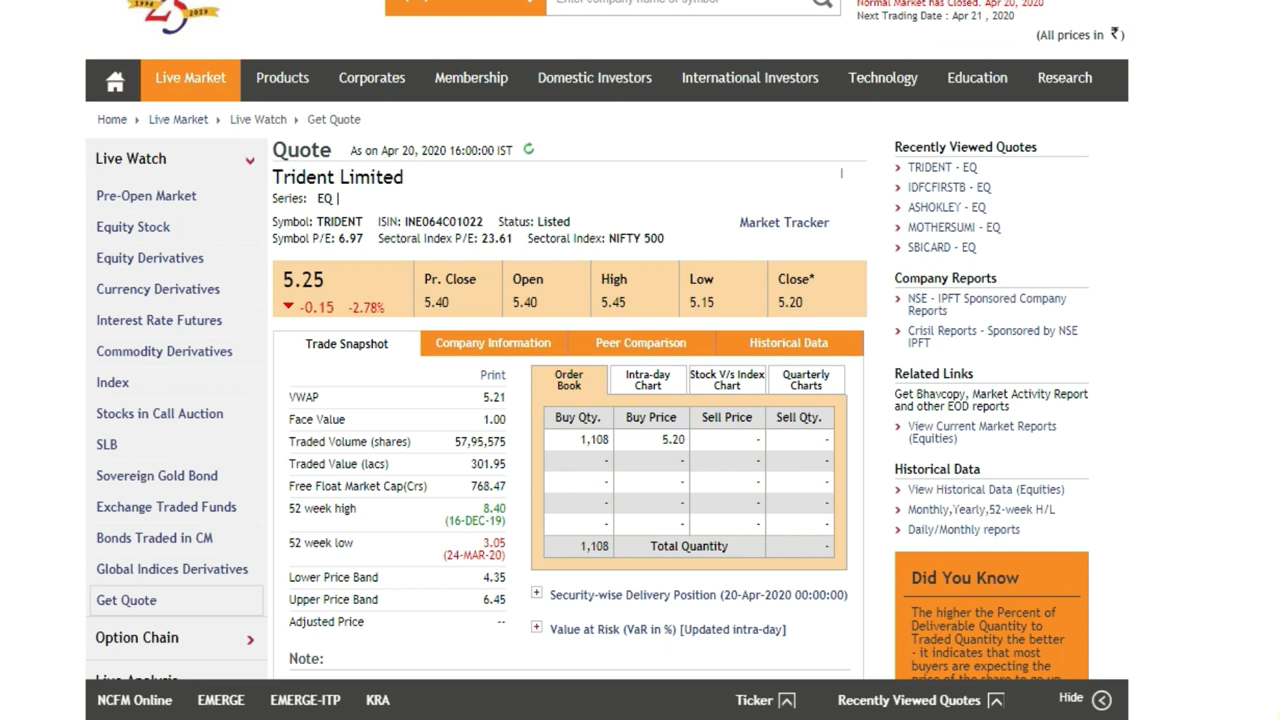 1994 2019
Enter company name or symbol
Normal Market has Closed. Apr 20, 2020
Next Trading Date : Apr 21 , 2020
(All prices in ₹)
Live Market Products Corporates Membership Domestic Investors International Investors Technology Education Research
Home Live Market Live Watch Get Quote
Live Watch
Pre-Open Market
Equity Stock
Equity Derivatives
Currency Derivatives
Interest Rate Futures
Commodity Derivatives
Index
Stocks in Call Auction
SLB
Sovereign Gold Bond
Exchange Traded Funds
Bonds Traded in CM
Global Indices Derivatives
Get Quote
Option Chain
Live Analysis
Quote As on Apr 20, 2020 16:00:00 IST
Trident Limited
Series: EQ |
Symbol: TRIDENT ISIN: INE064C01022 Status: Listed
Market Tracker
Symbol P/E: 6.97 Sectoral Index P/E: 23.61 Sectoral Index: NIFTY 500
5.25 Pr. Close Open High Low Close*
-0.15 -2.78% 5.40 5.40 5.45 5.15 5.20
Trade Snapshot Company Information Peer Comparison Historical Data
Print
VWAP 5.21
Face Value 1.00
Traded Volume (shares) 57,95,575
Traded Value (lacs) 301.95
Free Float Market Cap(Crs) 768.47
52 week high 8.40
(16-DEC-19)
52 week low 3.05
(24-MAR-20)
Lower Price Band 4.35
Upper Price Band 6.45
Adjusted Price --
Note:
Order Book Intra-day Chart Stock V/s Index Chart Quarterly Charts
Buy Qty. Buy Price Sell Price Sell Qty.
1,108 5.20 - -
- - - -
- - - -
- - - -
- - - -
1,108 Total Quantity -
Security-wise Delivery Position (20-Apr-2020 00:00:00)
Value at Risk (VaR in %) [Updated intra-day]
Recently Viewed Quotes
TRIDENT - EQ
IDFCFIRSTB - EQ
ASHOKLEY - EQ
MOTHERSUMI - EQ
SBICARD - EQ
Company Reports
NSE - IPFT Sponsored Company
Reports
Crisil Reports - Sponsored by NSE
IPFT
Related Links
Get Bhavcopy, Market Activity Report
and other EOD reports
View Current Market Reports
(Equities)
Historical Data
View Historical Data (Equities)
Monthly,Yearly,52-week H/L
Daily/Monthly reports
Did You Know
The higher the Percent of
Deliverable Quantity to
Traded Quantity the better
- it indicates that most
buyers are expecting the
price of the share to go up
NCFM Online EMERGE EMERGE-ITP KRA Ticker Recently Viewed Quotes Hide